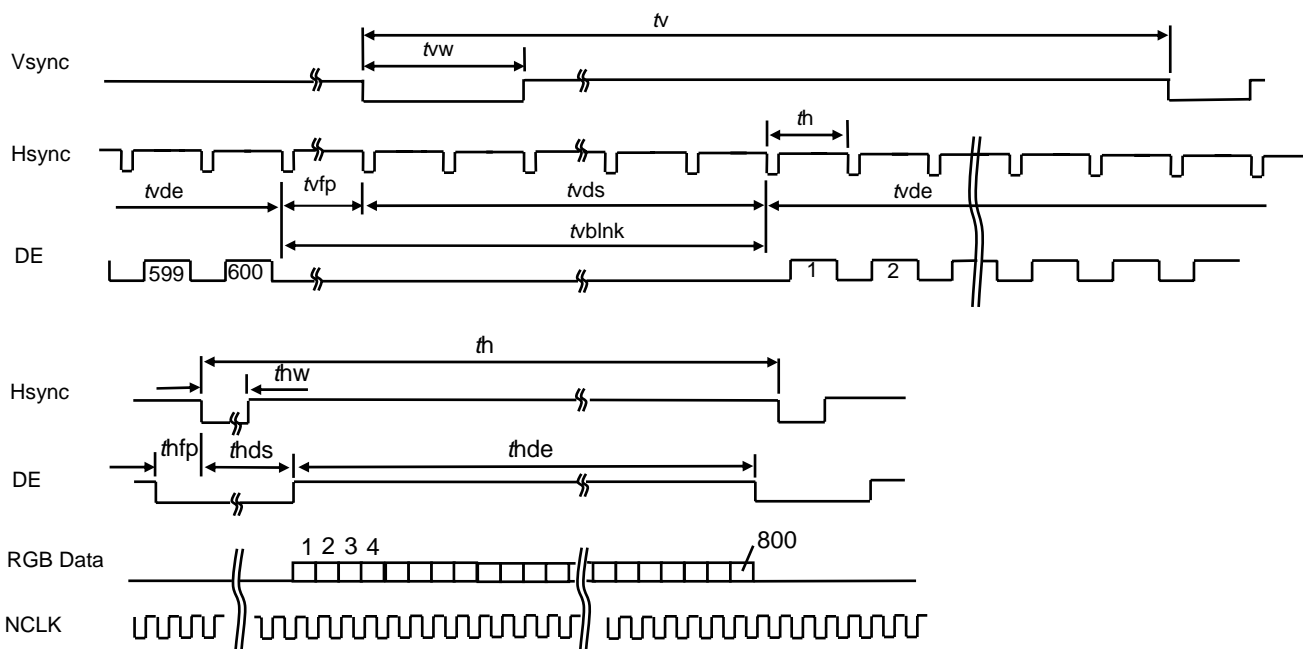 tv
tvw
Vsync
th
Hsync
tvde tvfp tvds tvde
tvblnk
DE
599 600 1 2
th
Hsync thw
thfp thds thde
DE
1 2 3 4 800
RGB Data
NCLK